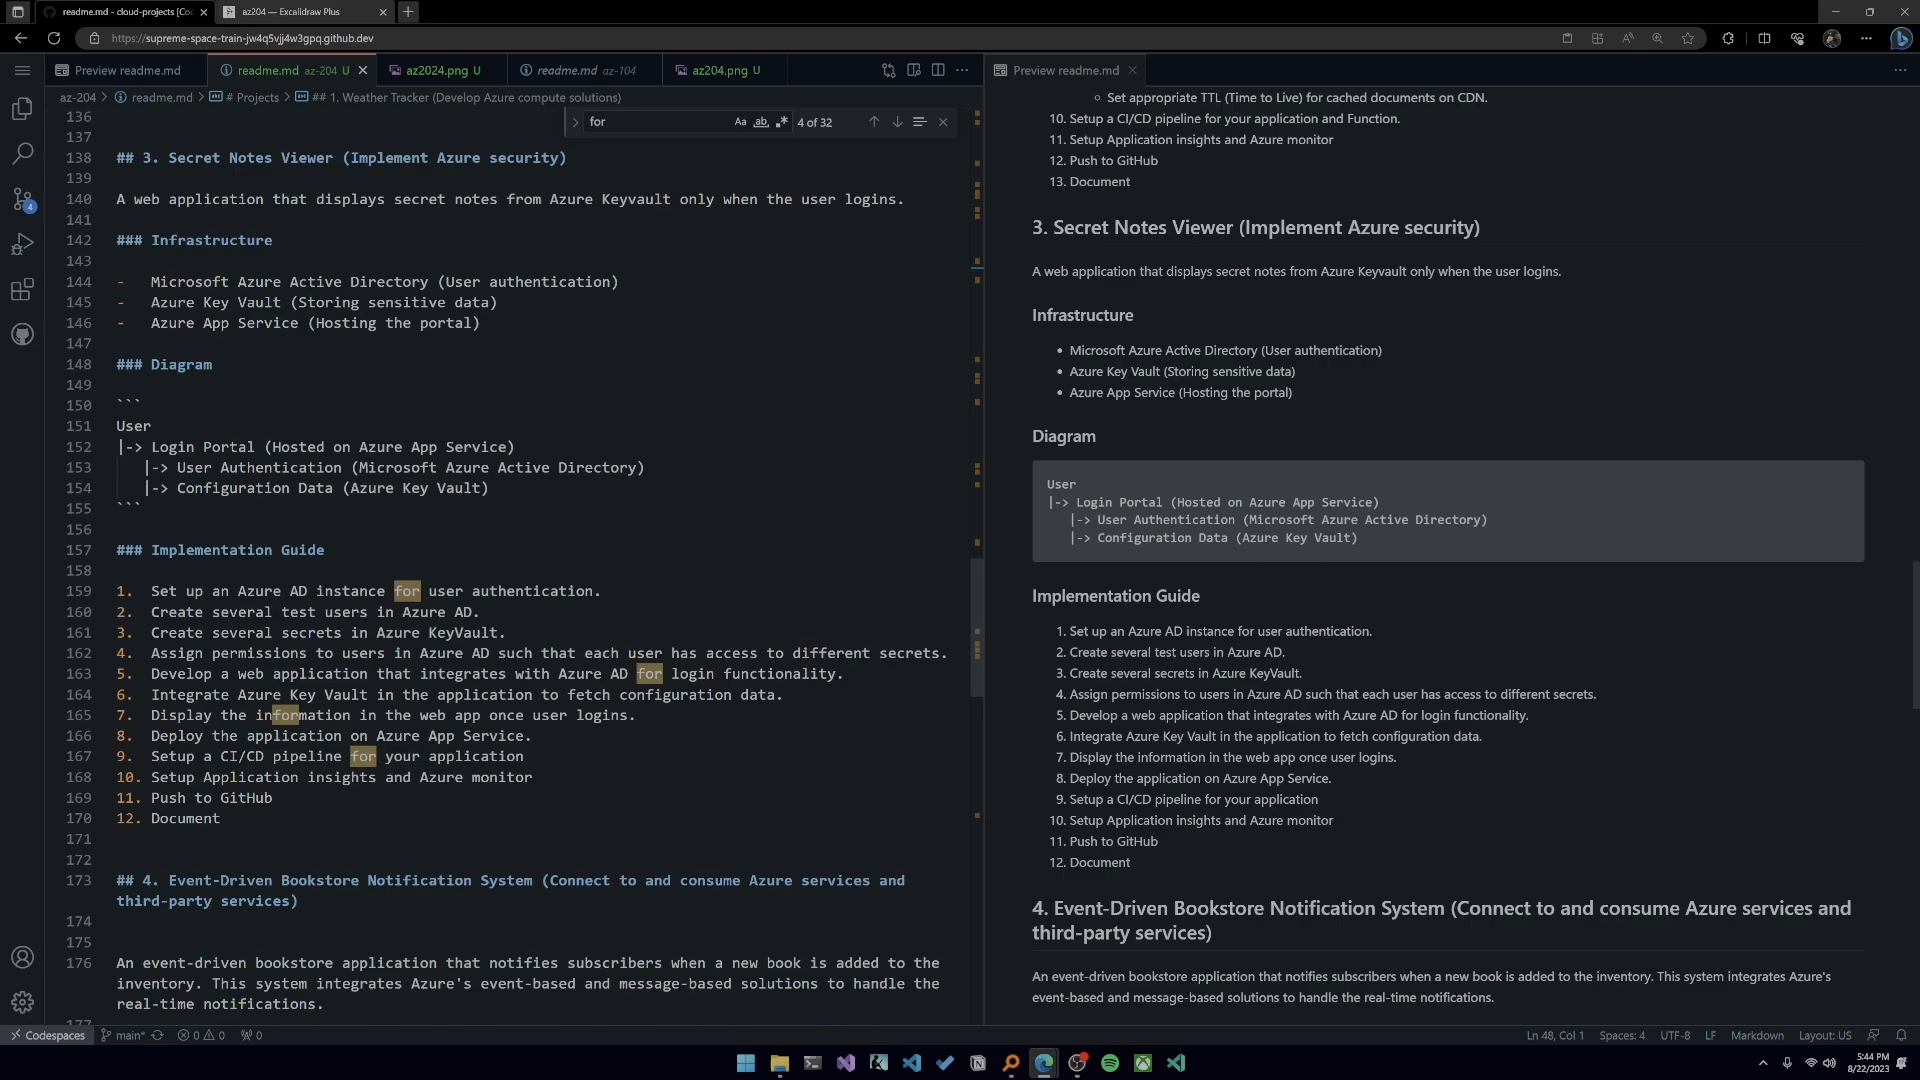 readme.md - cloud-projects [Co
az204 — Excalidraw Plus
https://supreme-space-train-jw4q5vjj4w3gpq.github.dev
Preview readme.md
readme.md az-204 U
az2024.png U
readme.md az-104
az204.png U
Preview readme.md
az-204 > readme.md > # Projects > ## 1. Weather Tracker (Develop Azure compute solutions)
for
Aa ab 4 of 32
136
137
138 ## 3. Secret Notes Viewer (Implement Azure security)
139
140 A web application that displays secret notes from Azure Keyvault only when the user logins.
141
142 ### Infrastructure
143
144 - Microsoft Azure Active Directory (User authentication)
145 - Azure Key Vault (Storing sensitive data)
146 - Azure App Service (Hosting the portal)
147
148 ### Diagram
149
150 ```
151 User
152 |-> Login Portal (Hosted on Azure App Service)
153 |-> User Authentication (Microsoft Azure Active Directory)
154 |-> Configuration Data (Azure Key Vault)
155 ```
156
157 ### Implementation Guide
158
159 1. Set up an Azure AD instance for user authentication.
160 2. Create several test users in Azure AD.
161 3. Create several secrets in Azure KeyVault.
162 4. Assign permissions to users in Azure AD such that each user has access to different secrets.
163 5. Develop a web application that integrates with Azure AD for login functionality.
164 6. Integrate Azure Key Vault in the application to fetch configuration data.
165 7. Display the information in the web app once user logins.
166 8. Deploy the application on Azure App Service.
167 9. Setup a CI/CD pipeline for your application
168 10. Setup Application insights and Azure monitor
169 11. Push to GitHub
170 12. Document
171
172
173 ## 4. Event-Driven Bookstore Notification System (Connect to and consume Azure services and
third-party services)
174
175
176 An event-driven bookstore application that notifies subscribers when a new book is added to the
inventory. This system integrates Azure's event-based and message-based solutions to handle the
real-time notifications.
177
Set appropriate TTL (Time to Live) for cached documents on CDN.
10. Setup a CI/CD pipeline for your application and Function.
11. Setup Application insights and Azure monitor
12. Push to GitHub
13. Document
3. Secret Notes Viewer (Implement Azure security)
A web application that displays secret notes from Azure Keyvault only when the user logins.
Infrastructure
• Microsoft Azure Active Directory (User authentication)
• Azure Key Vault (Storing sensitive data)
• Azure App Service (Hosting the portal)
Diagram
User
|-> Login Portal (Hosted on Azure App Service)
|-> User Authentication (Microsoft Azure Active Directory)
|-> Configuration Data (Azure Key Vault)
Implementation Guide
1. Set up an Azure AD instance for user authentication.
2. Create several test users in Azure AD.
3. Create several secrets in Azure KeyVault.
4. Assign permissions to users in Azure AD such that each user has access to different secrets.
5. Develop a web application that integrates with Azure AD for login functionality.
6. Integrate Azure Key Vault in the application to fetch configuration data.
7. Display the information in the web app once user logins.
8. Deploy the application on Azure App Service.
9. Setup a CI/CD pipeline for your application
10. Setup Application insights and Azure monitor
11. Push to GitHub
12. Document
4. Event-Driven Bookstore Notification System (Connect to and consume Azure services and
third-party services)
An event-driven bookstore application that notifies subscribers when a new book is added to the inventory. This system integrates Azure's
event-based and message-based solutions to handle the real-time notifications.
4
Codespaces main* 0 0 0
Ln 48, Col 1 Spaces: 4 UTF-8 LF Markdown Layout: US
5:44 PM
8/22/2023